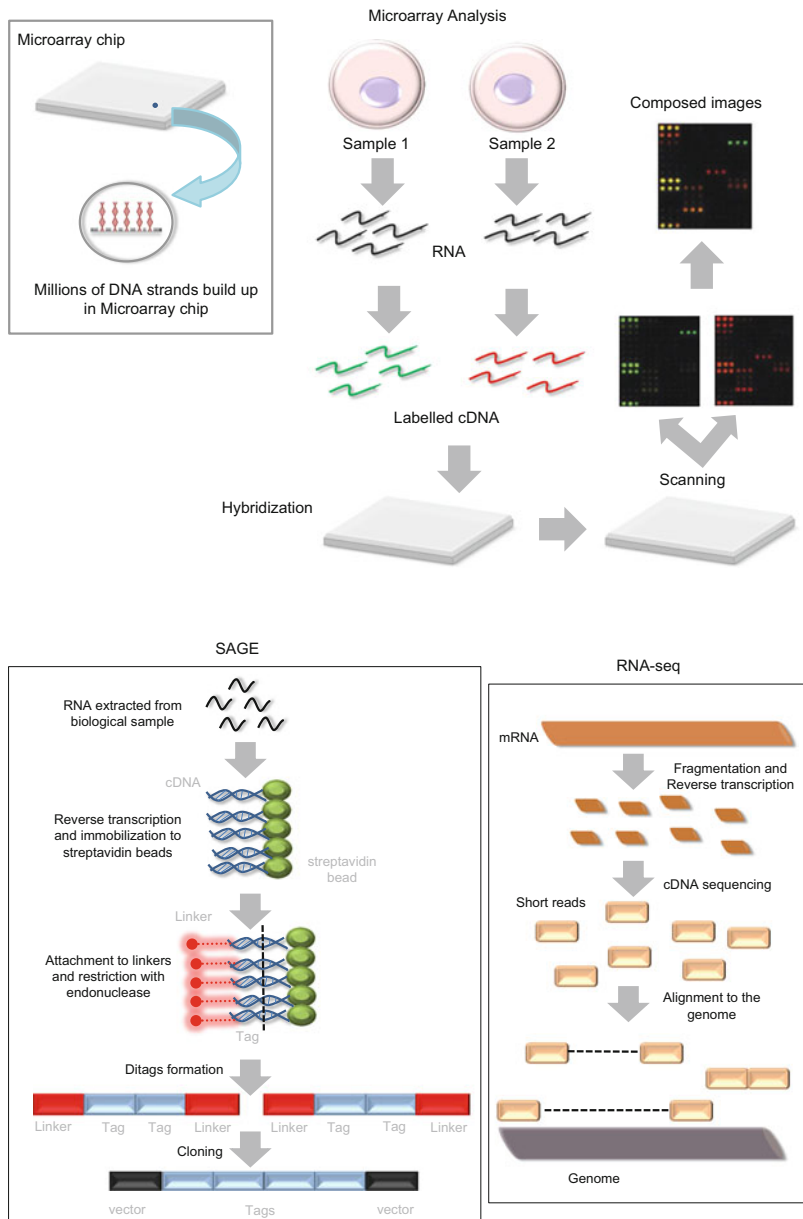 Microarray Analysis
Microarray chip
Millions of DNA strands build up
in Microarray chip
Sample 1
Sample 2
RNA
Labelled cDNA
Hybridization
Scanning
Composed images
SAGE
RNA extracted from
biological sample
cDNA
Reverse transcription
and immobilization to
streptavidin beads
streptavidin
bead
Linker
Attachment to linkers
and restriction with
endonuclease
Tag
Ditags formation
Linker
Tag
Tag
Linker
Linker
Tag
Tag
Linker
Cloning
vector
Tags
vector
RNA-seq
mRNA
Fragmentation and
Reverse transcription
cDNA sequencing
Short reads
Alignment to the
genome
Genome